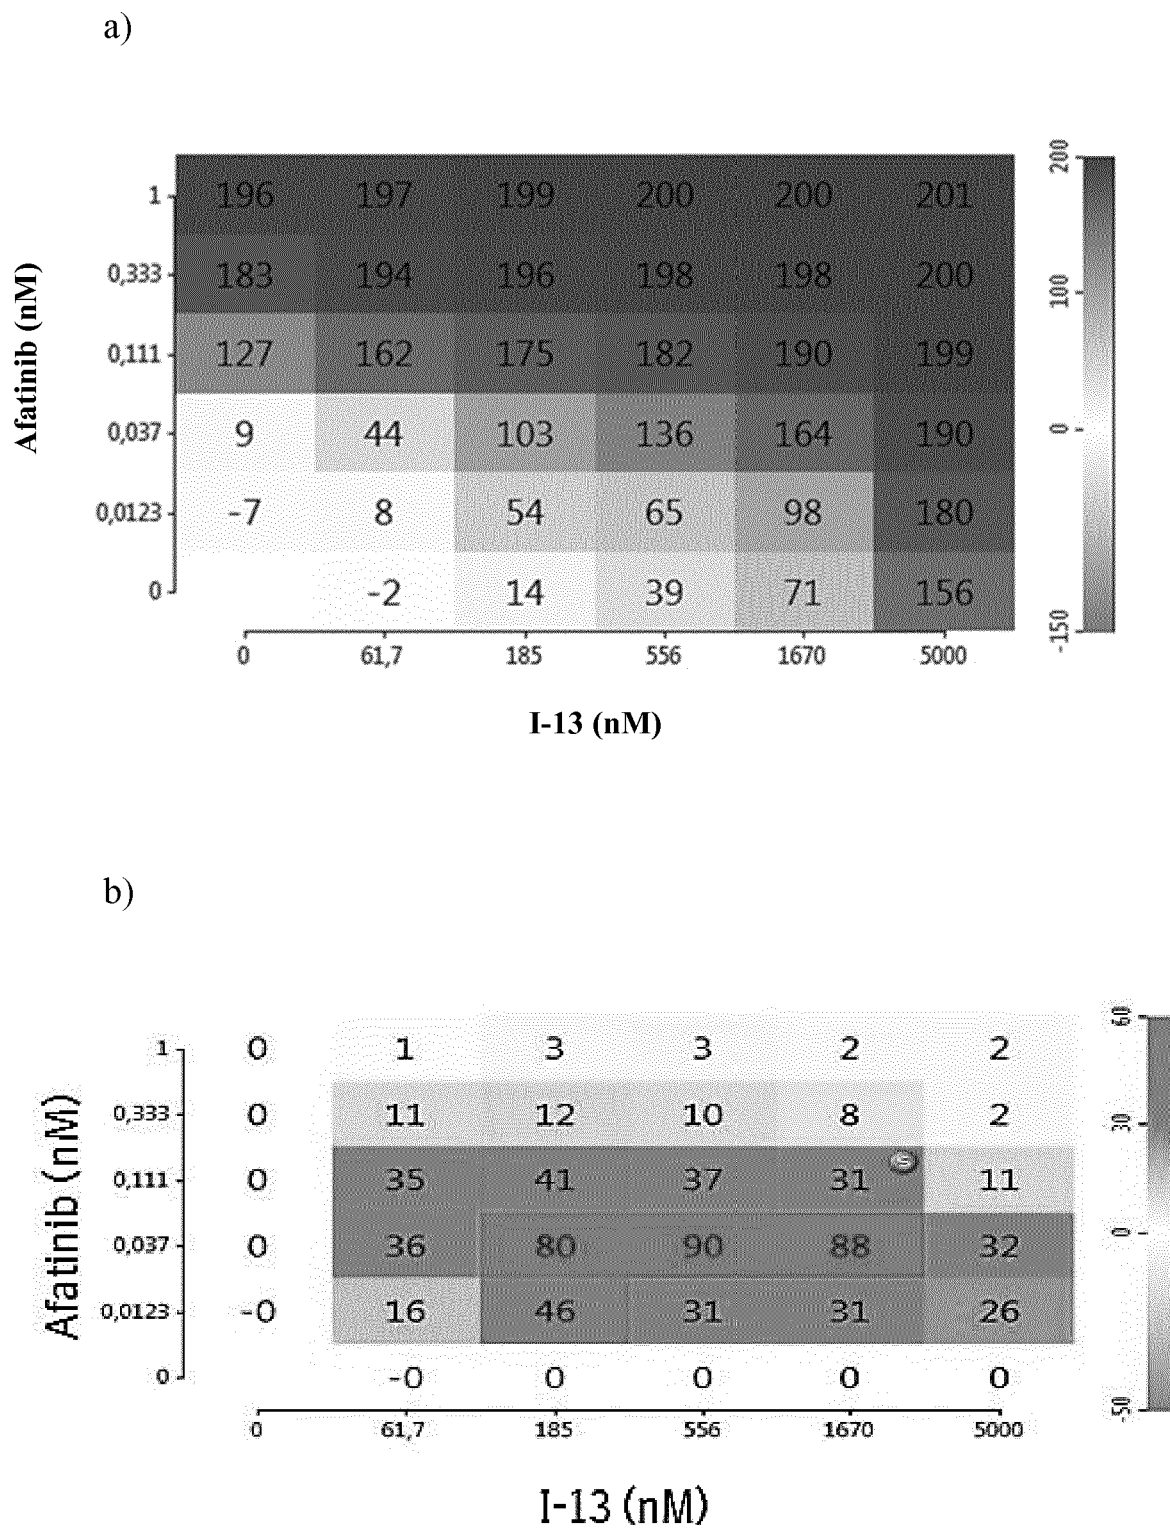 a)
200
1 196 197 199 200 200 201
0,333 183 194 196 198 198 200
100
0,111 127 162 175 182 190 199
0,037 9 44 103 136 164 190
0
0,0123 -7 8 54 65 98 180
0 -2 14 39 71 156
-150
0 61,7 185 556 1670 5000
Afatinib (nM)
I-13 (nM)
b)
60
1 0 1 3 3 2 2
0,333 0 11 12 10 8 2
30
0,111 0 35 41 37 31 11
0,037 0 36 80 90 88 32
0
0,0123 -0 16 46 31 31 26
0 -0 0 0 0 0
-50
0 61,7 185 556 1670 5000
Afatinib (nM)
I-13 (nM)